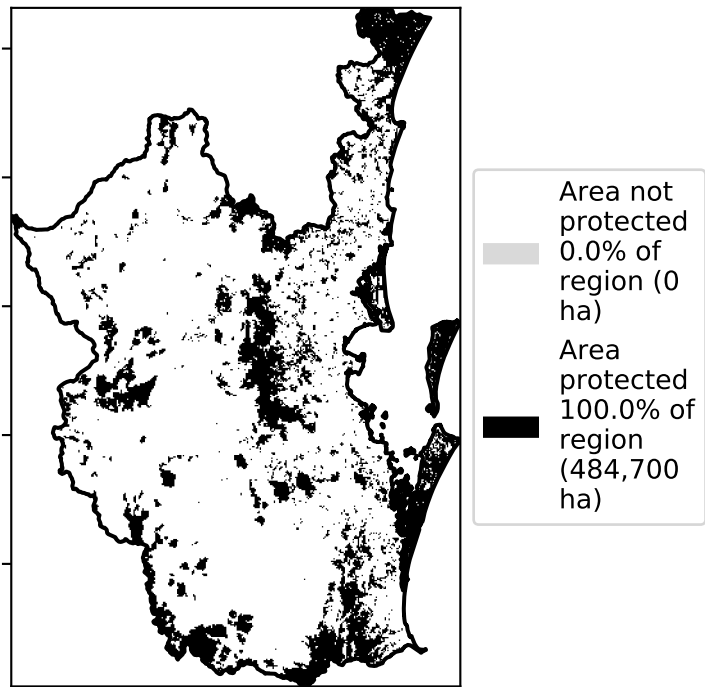 Area not
protected
0.0% of
region (0
ha)
Area
protected
100.0% of
region
(484,700
ha)